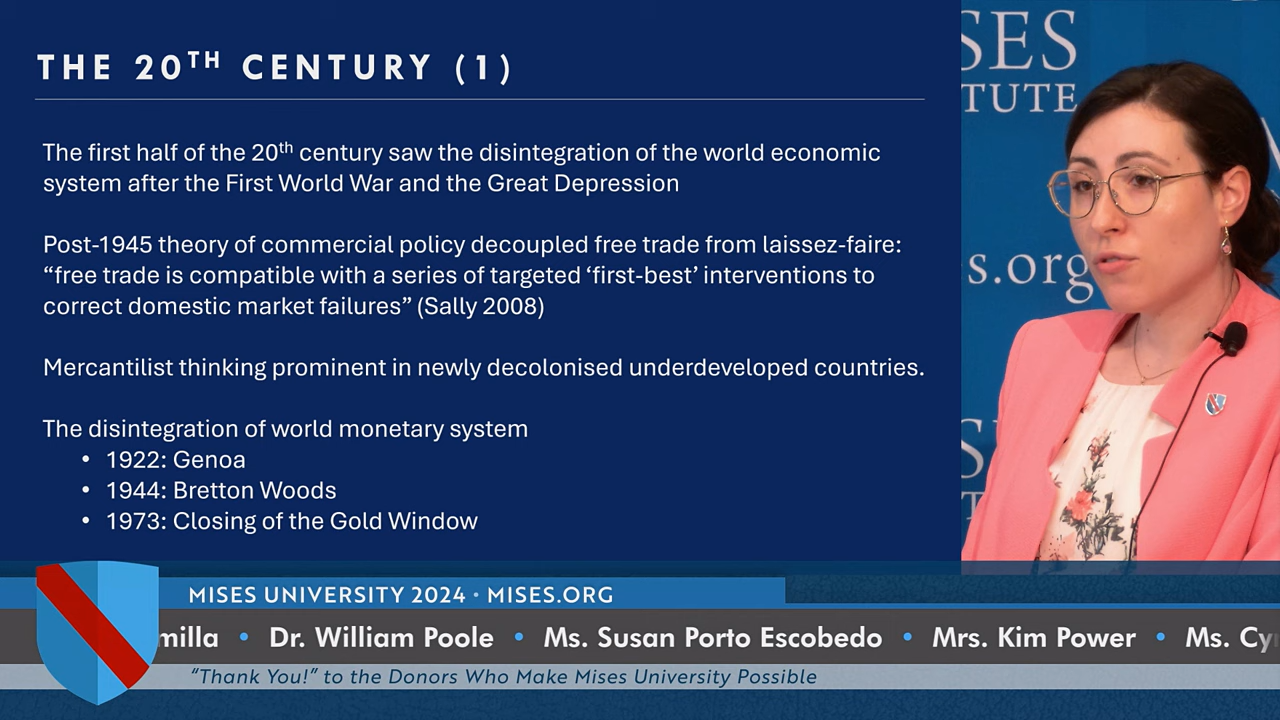 THE 20TH CENTURY (1)
The first half of the 20th century saw the disintegration of the world economic
system after the First World War and the Great Depression
Post-1945 theory of commercial policy decoupled free trade from laissez-faire:
“free trade is compatible with a series of targeted ‘first-best’ interventions to
correct domestic market failures” (Sally 2008)
Mercantilist thinking prominent in newly decolonised underdeveloped countries.
The disintegration of world monetary system
• 1922: Genoa
• 1944: Bretton Woods
• 1973: Closing of the Gold Window
SES
TUTE
s.org
MISES UNIVERSITY 2024 • MISES.ORG
milla • Dr. William Poole • Ms. Susan Porto Escobedo • Mrs. Kim Power • Ms. Cy
“Thank You!” to the Donors Who Make Mises University Possible